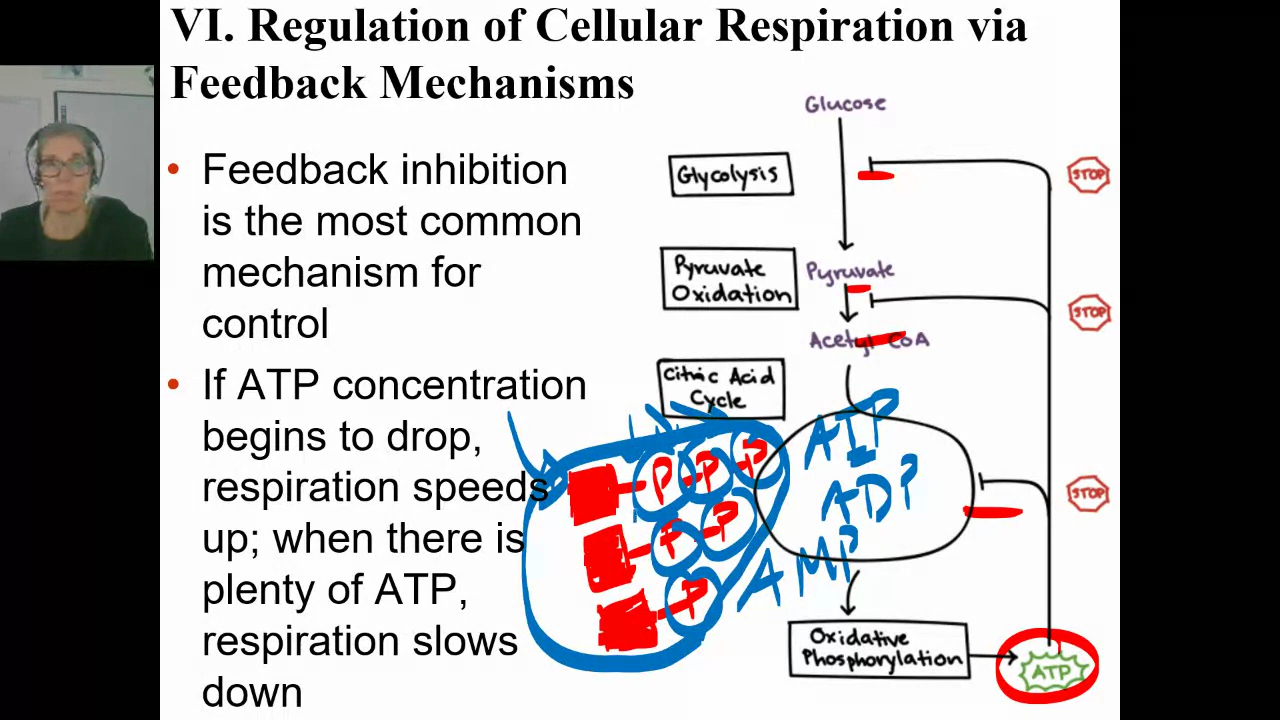 VI. Regulation of Cellular Respiration via
Feedback Mechanisms
• Feedback inhibition
is the most common
mechanism for
control
• If ATP concentration
begins to drop,
respiration speeds
up; when there is
plenty of ATP,
respiration slows
down
Glucose
Glycolysis
STOP
Pyruvate
Oxidation
Pyruvate
STOP
Acetyl CoA
Citric Acid
Cycle
ATP
P-P-P
ADP
P-P
STOP
AMP
P
Oxidative
Phosphorylation
ATP